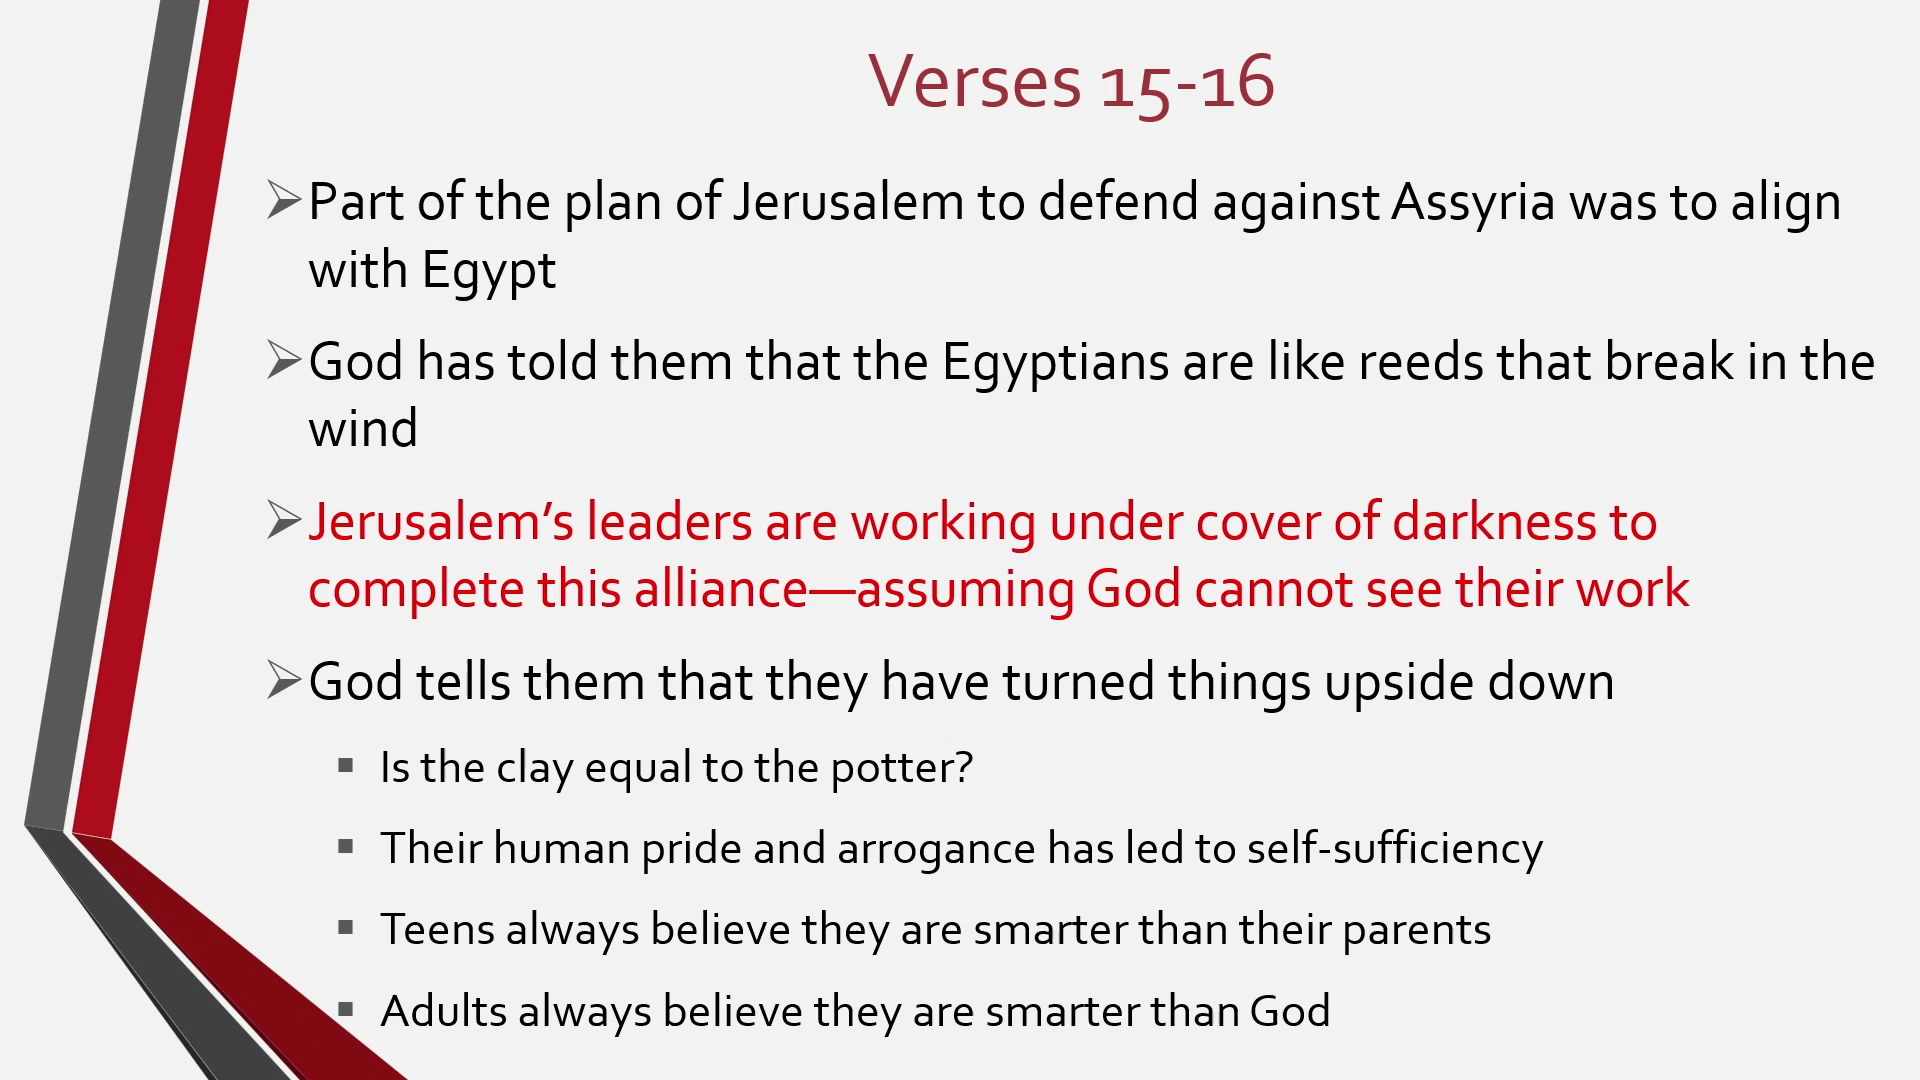 Verses 15-16
Part of the plan of Jerusalem to defend against Assyria was to align
with Egypt
God has told them that the Egyptians are like reeds that break in the
wind
Jerusalem’s leaders are working under cover of darkness to
complete this alliance—assuming God cannot see their work
God tells them that they have turned things upside down
Is the clay equal to the potter?
Their human pride and arrogance has led to self-sufficiency
Teens always believe they are smarter than their parents
Adults always believe they are smarter than God